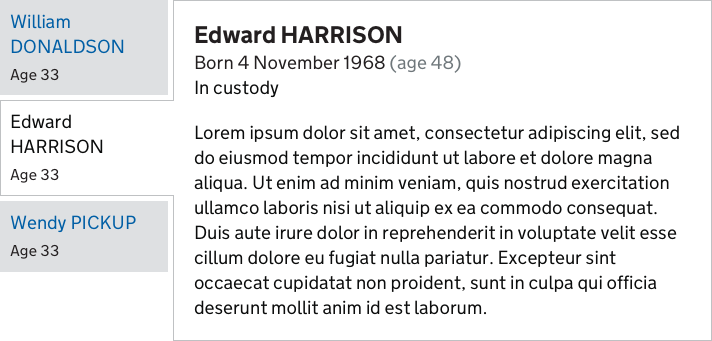 William
DONALDSON
Age 33
Edward
HARRISON
Age 33
Wendy PICKUP
Age 33
Edward HARRISON
Born 4 November 1968 (age 48)
In custody
Lorem ipsum dolor sit amet, consectetur adipiscing elit, sed
do eiusmod tempor incididunt ut labore et dolore magna
aliqua. Ut enim ad minim veniam, quis nostrud exercitation
ullamco laboris nisi ut aliquip ex ea commodo consequat.
Duis aute irure dolor in reprehenderit in voluptate velit esse
cillum dolore eu fugiat nulla pariatur. Excepteur sint
occaecat cupidatat non proident, sunt in culpa qui officia
deserunt mollit anim id est laborum.